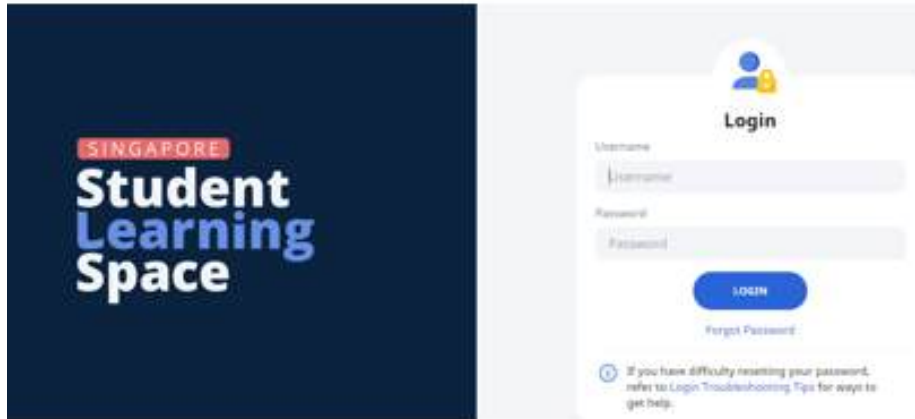 SINGAPORE
Student
Learning
Space
Login
Username
Username
Password
Password
LOGIN
Forgot Password
If you have difficulty resetting your password,
refer to Login Troubleshooting Tips for ways to
get help.